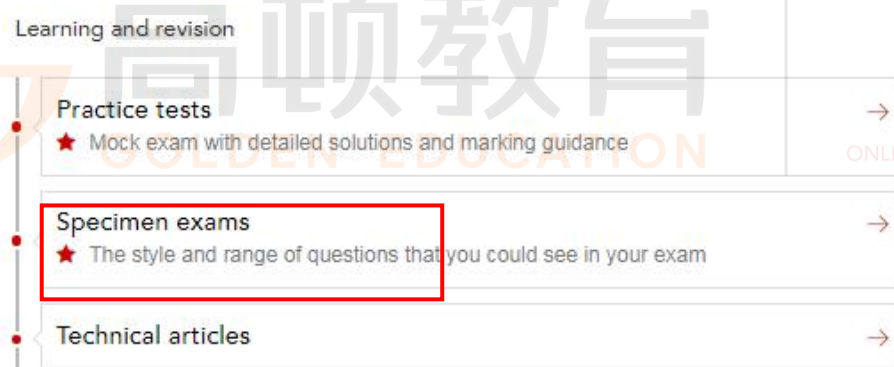 Learning and revision
高顿教育
Practice tests
Mock exam with detailed solutions and marking guidance
GOLDEN EDUCATION
ONLI
Specimen exams
The style and range of questions that you could see in your exam
Technical articles